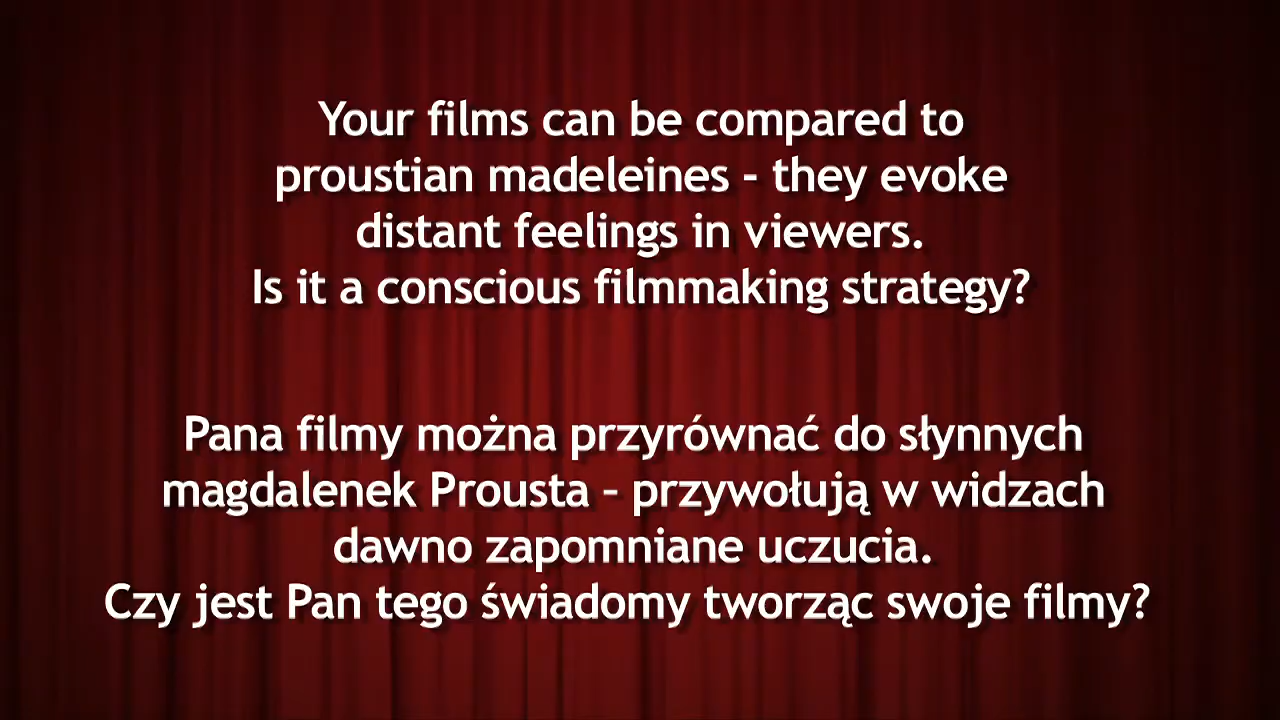 Your films can be compared to
proustian madeleines - they evoke
distant feelings in viewers.
Is it a conscious filmmaking strategy?
Pana filmy można przyrównać do słynnych
magdalenek Prousta – przywołują w widzach
dawno zapomniane uczucia.
Czy jest Pan tego świadomy tworząc swoje filmy?